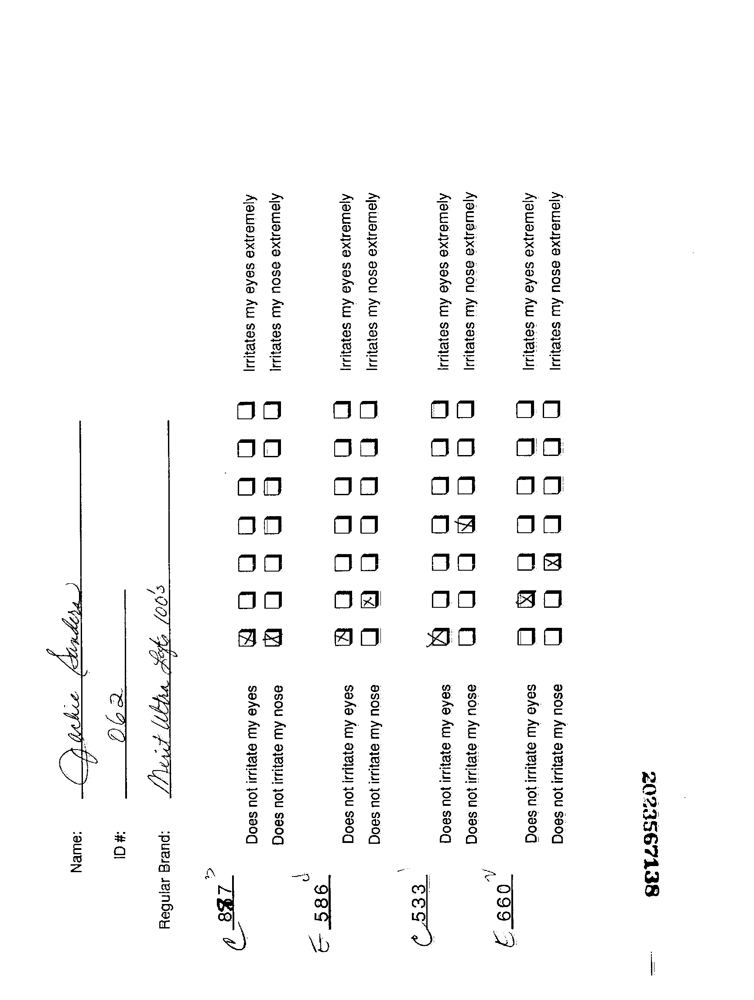 Name: Jackie Sanders
ID #: 062
Regular Brand: Merit Ultra Lgts 100's
C 887 3
Does not irritate my eyes ☒ ☐ ☐ ☐ ☐ ☐ ☐ Irritates my eyes extremely
Does not irritate my nose ☒ ☐ ☐ ☐ ☐ ☐ ☐ Irritates my nose extremely
E 586
Does not irritate my eyes ☒ ☐ ☐ ☐ ☐ ☐ ☐ Irritates my eyes extremely
Does not irritate my nose ☐ ☒ ☐ ☐ ☐ ☐ ☐ Irritates my nose extremely
C 533 1
Does not irritate my eyes ☒ ☐ ☐ ☐ ☐ ☐ ☐ Irritates my eyes extremely
Does not irritate my nose ☐ ☐ ☐ ☒ ☐ ☐ ☐ Irritates my nose extremely
E 660
Does not irritate my eyes ☐ ☒ ☐ ☐ ☐ ☐ ☐ Irritates my eyes extremely
Does not irritate my nose ☐ ☐ ☒ ☐ ☐ ☐ ☐ Irritates my nose extremely
2023567138